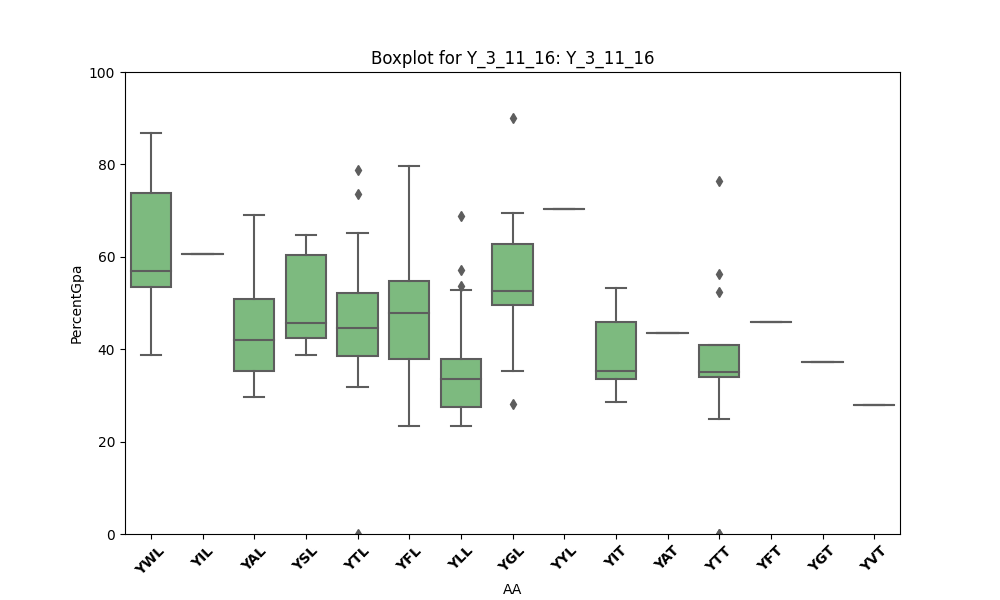 Boxplot for Y_3_11_16: Y_3_11_16
100
80
60
40
20
0
PercentGpa
YWL YIL YAL YSL YTL YFL YLL YGL YYL YIT YAT YTT YFT YGT YVT
AA